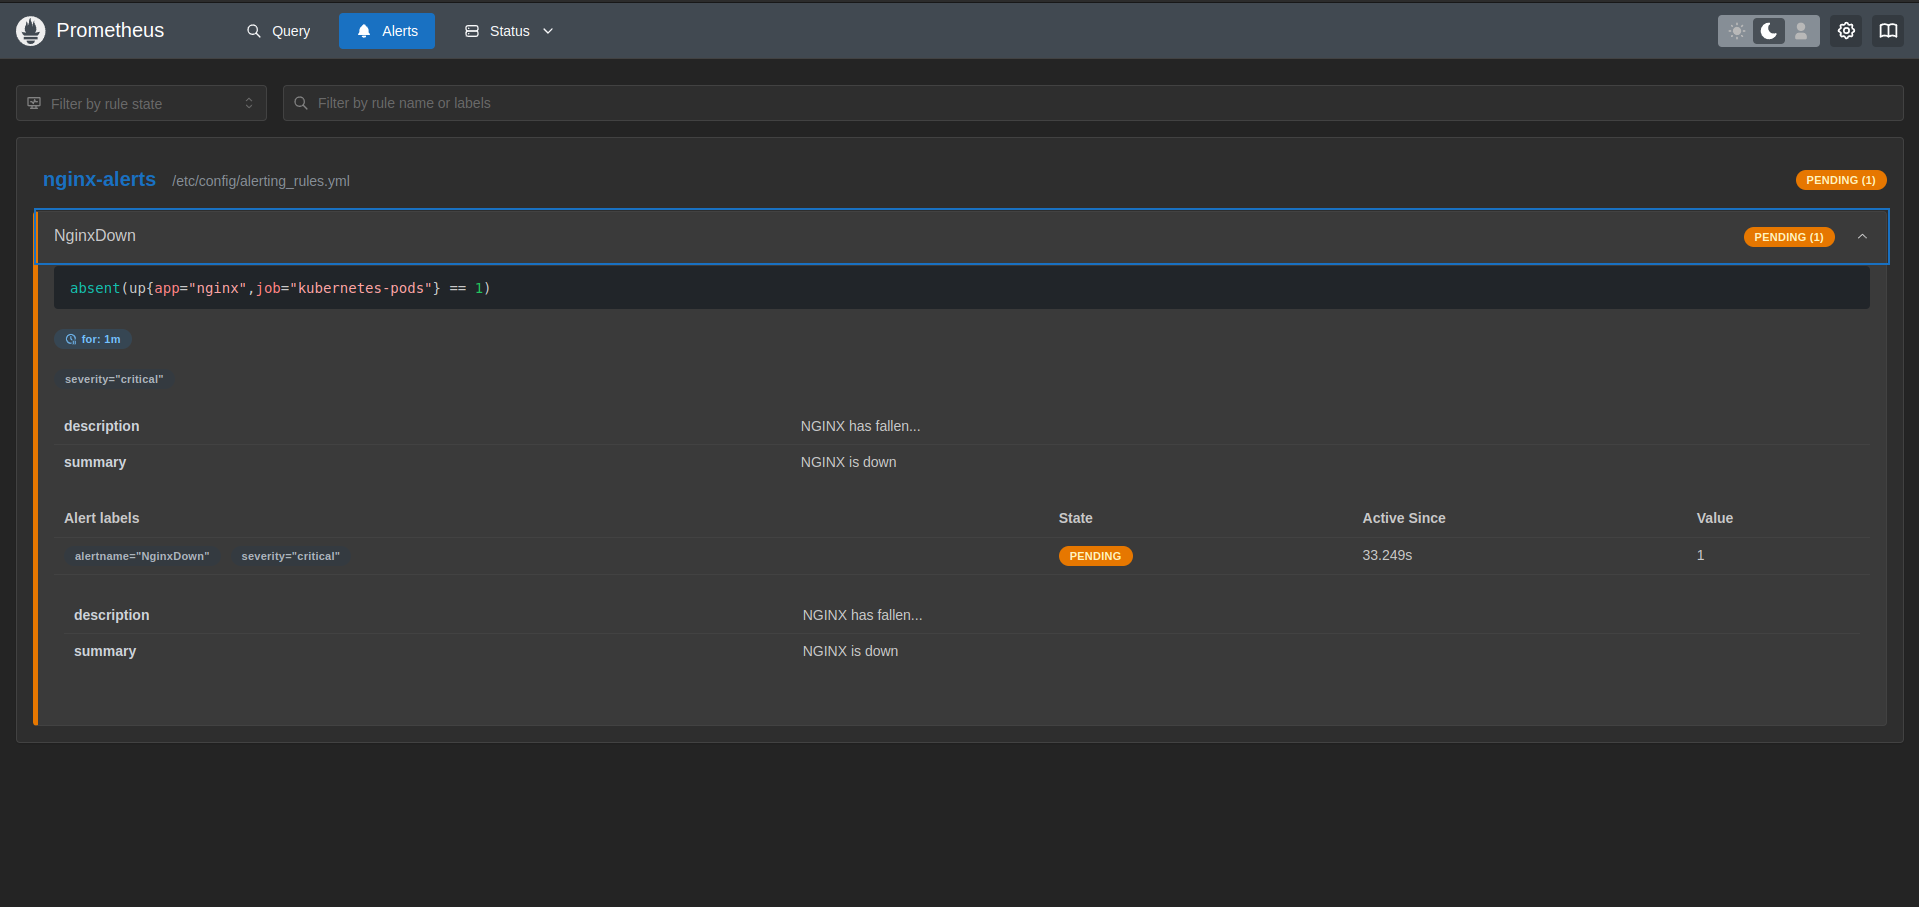 Prometheus Query Alerts Status
Filter by rule state Filter by rule name or labels
nginx-alerts /etc/config/alerting_rules.yml PENDING (1)
NginxDown PENDING (1)
absent(up{app="nginx",job="kubernetes-pods"} == 1)
for: 1m
severity="critical"
description NGINX has fallen...
summary NGINX is down
Alert labels State Active Since Value
alertname="NginxDown" severity="critical" PENDING 33.249s 1
description NGINX has fallen...
summary NGINX is down